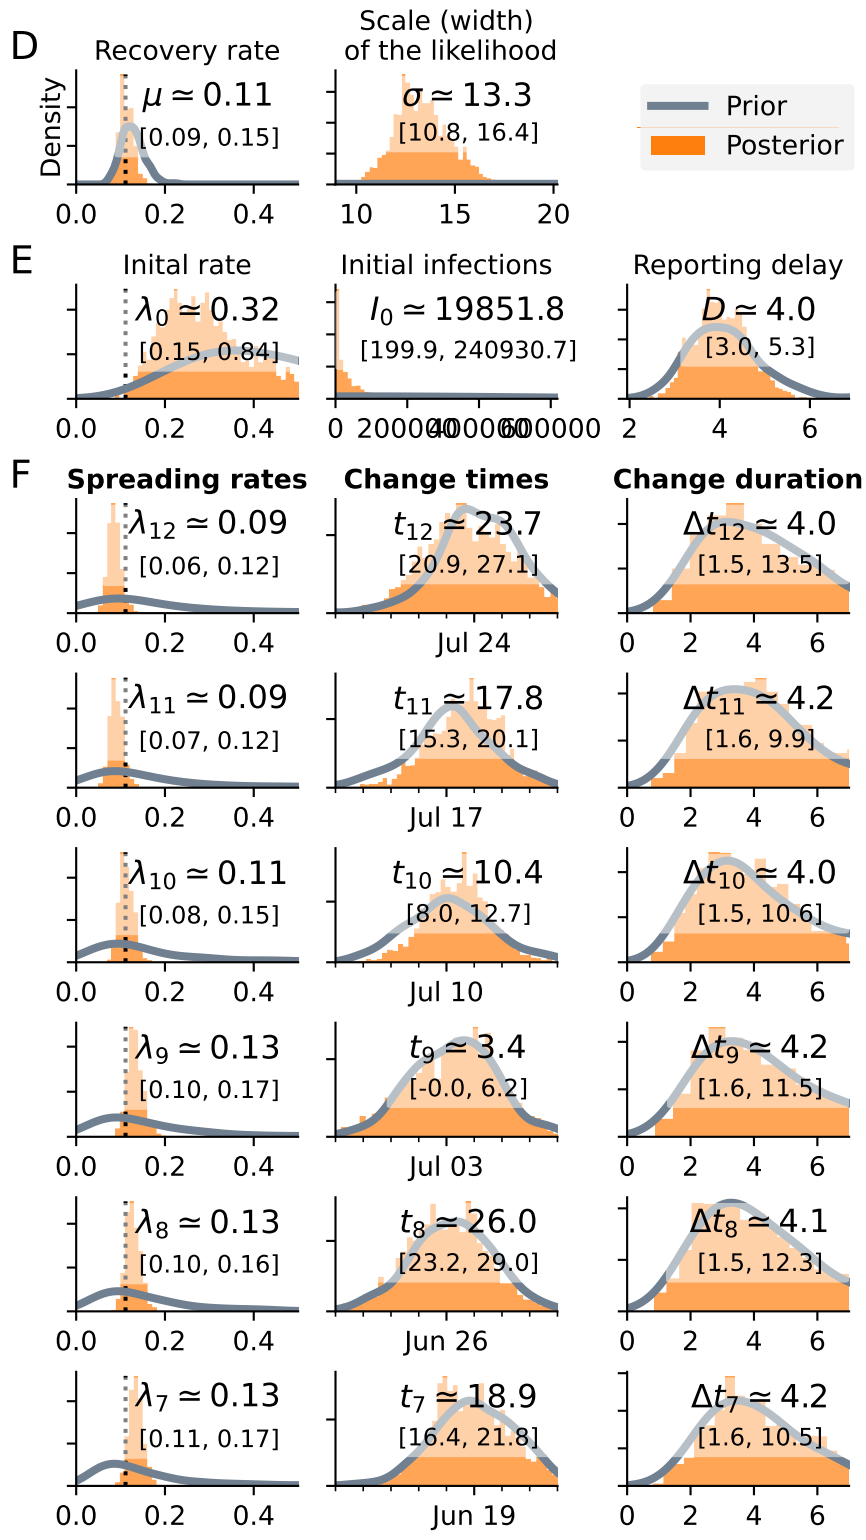 D
Recovery rate
Scale (width)
of the likelihood
Density
μ ≃ 0.11
[0.09, 0.15]
σ ≃ 13.3
[10.8, 16.4]
Prior
Posterior
0.0 0.2 0.4
10 15 20
E
Inital rate
Initial infections
Reporting delay
λ0 ≃ 0.32
[0.15, 0.84]
I0 ≃ 19851.8
[199.9, 240930.7]
D ≃ 4.0
[3.0, 5.3]
0.0 0.2 0.4
0 200000 400000 600000
2 4 6
F
Spreading rates
Change times
Change duration
λ12 ≃ 0.09
[0.06, 0.12]
t12 ≃ 23.7
[20.9, 27.1]
Δt12 ≃ 4.0
[1.5, 13.5]
0.0 0.2 0.4
Jul 24
0 2 4 6
λ11 ≃ 0.09
[0.07, 0.12]
t11 ≃ 17.8
[15.3, 20.1]
Δt11 ≃ 4.2
[1.6, 9.9]
0.0 0.2 0.4
Jul 17
0 2 4 6
λ10 ≃ 0.11
[0.08, 0.15]
t10 ≃ 10.4
[8.0, 12.7]
Δt10 ≃ 4.0
[1.5, 10.6]
0.0 0.2 0.4
Jul 10
0 2 4 6
λ9 ≃ 0.13
[0.10, 0.17]
t9 ≃ 3.4
[-0.0, 6.2]
Δt9 ≃ 4.2
[1.6, 11.5]
0.0 0.2 0.4
Jul 03
0 2 4 6
λ8 ≃ 0.13
[0.10, 0.16]
t8 ≃ 26.0
[23.2, 29.0]
Δt8 ≃ 4.1
[1.5, 12.3]
0.0 0.2 0.4
Jun 26
0 2 4 6
λ7 ≃ 0.13
[0.11, 0.17]
t7 ≃ 18.9
[16.4, 21.8]
Δt7 ≃ 4.2
[1.6, 10.5]
0.0 0.2 0.4
Jun 19
0 2 4 6